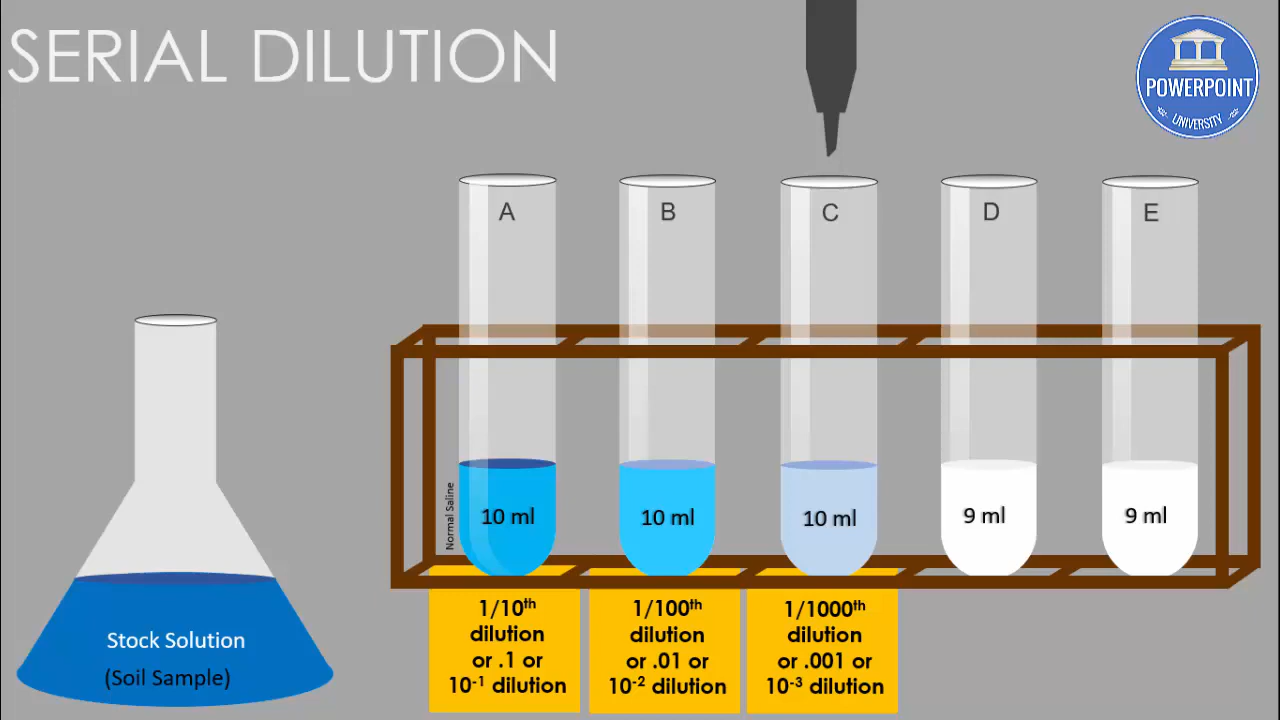 SERIAL DILUTION
POWERPOINT
UNIVERSITY
A
B
C
D
E
Normal Saline
10 ml
10 ml
10 ml
9 ml
9 ml
Stock Solution
(Soil Sample)
1/10th
dilution
or .1 or
10-1 dilution
1/100th
dilution
or .01 or
10-2 dilution
1/1000th
dilution
or .001 or
10-3 dilution